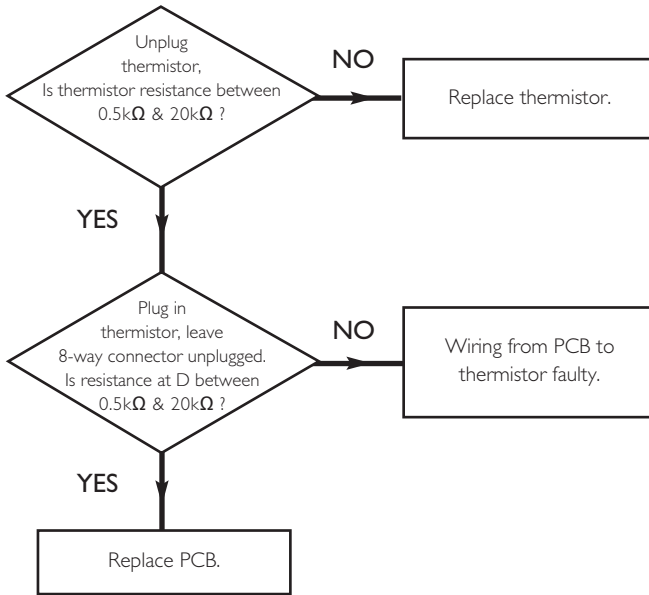 Unplug
thermistor,
Is thermistor resistance between
0.5kΩ & 20kΩ ?
NO
Replace thermistor.
YES
Plug in
thermistor, leave
8-way connector unplugged.
Is resistance at D between
0.5kΩ & 20kΩ ?
NO
Wiring from PCB to
thermistor faulty.
YES
Replace PCB.